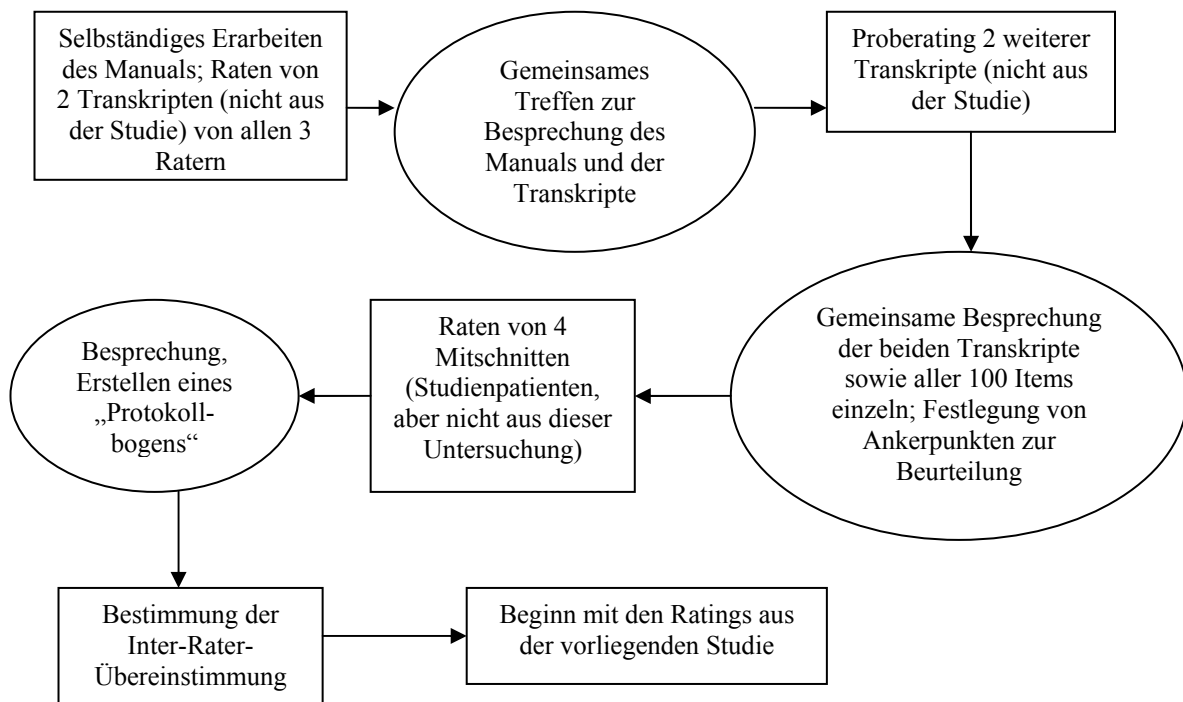 Selbständiges Erarbeiten
des Manuals; Raten von
2 Transkripten (nicht aus
der Studie) von allen 3
Ratern
Gemeinsames
Treffen zur
Besprechung des
Manuals und der
Transkripte
Proberating 2 weiterer
Transkripte (nicht aus
der Studie)
Gemeinsame Besprechung
der beiden Transkripte
sowie aller 100 Items
einzeln; Festlegung von
Ankerpunkten zur
Beurteilung
Raten von 4
Mitschnitten
(Studienpatienten,
aber nicht aus dieser
Untersuchung)
Besprechung,
Erstellen eines
„Protokoll-
bogens“
Bestimmung der
Inter-Rater-
Übereinstimmung
Beginn mit den Ratings aus
der vorliegenden Studie